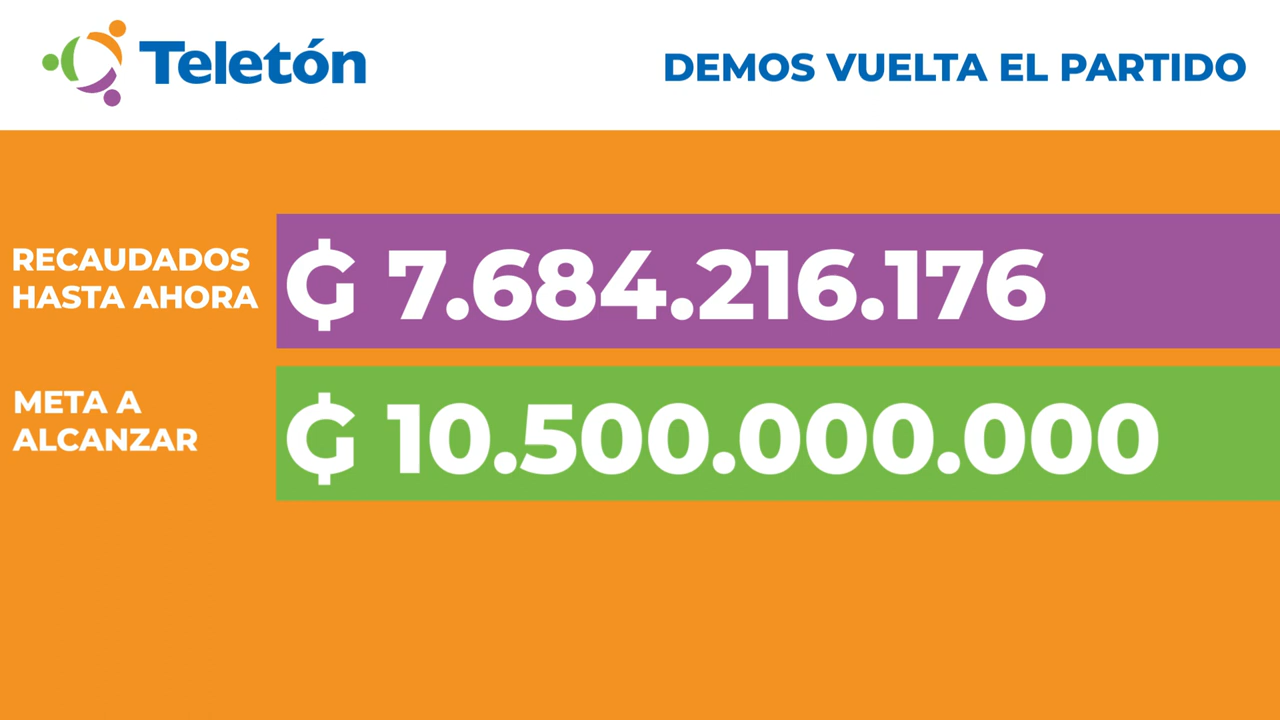 Teletón
DEMOS VUELTA EL PARTIDO
RECAUDADOS
HASTA AHORA
₲ 7.684.216.176
META A
ALCANZAR
₲ 10.500.000.000